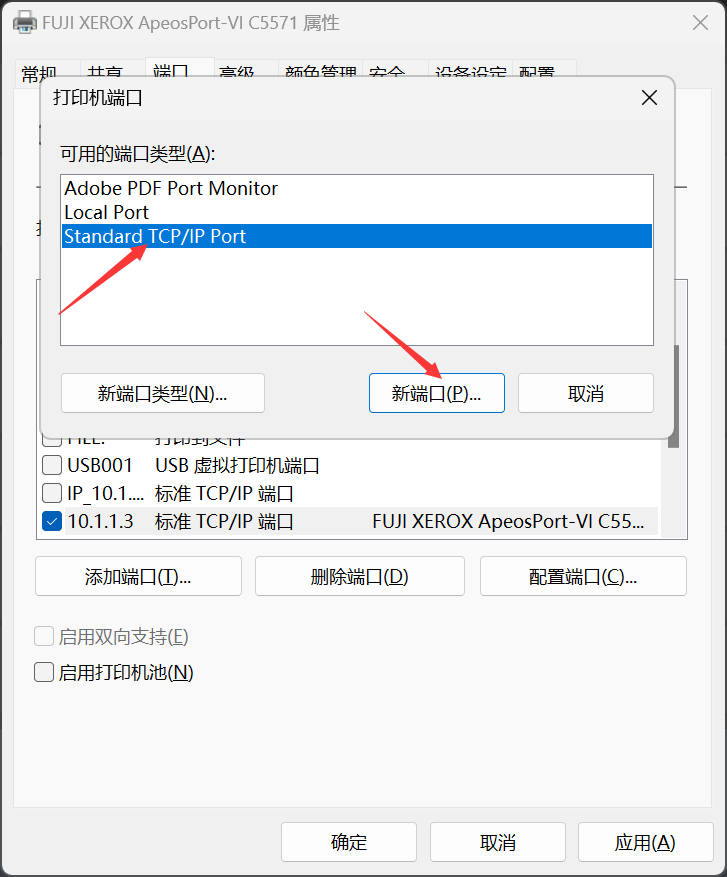 FUJI XEROX ApeosPort-VI C5571 属性
常规 共享 端口 高级 颜色管理 安全 设备设定 配置
打印机端口
可用的端口类型(A):
Adobe PDF Port Monitor
Local Port
Standard TCP/IP Port
新端口类型(N)... 新端口(P)... 取消
FILE: 打印到文件
USB001 USB 虚拟打印机端口
IP_10.1.... 标准 TCP/IP 端口
10.1.1.3 标准 TCP/IP 端口 FUJI XEROX ApeosPort-VI C55...
添加端口(T)... 删除端口(D) 配置端口(C)...
启用双向支持(E)
启用打印机池(N)
确定 取消 应用(A)